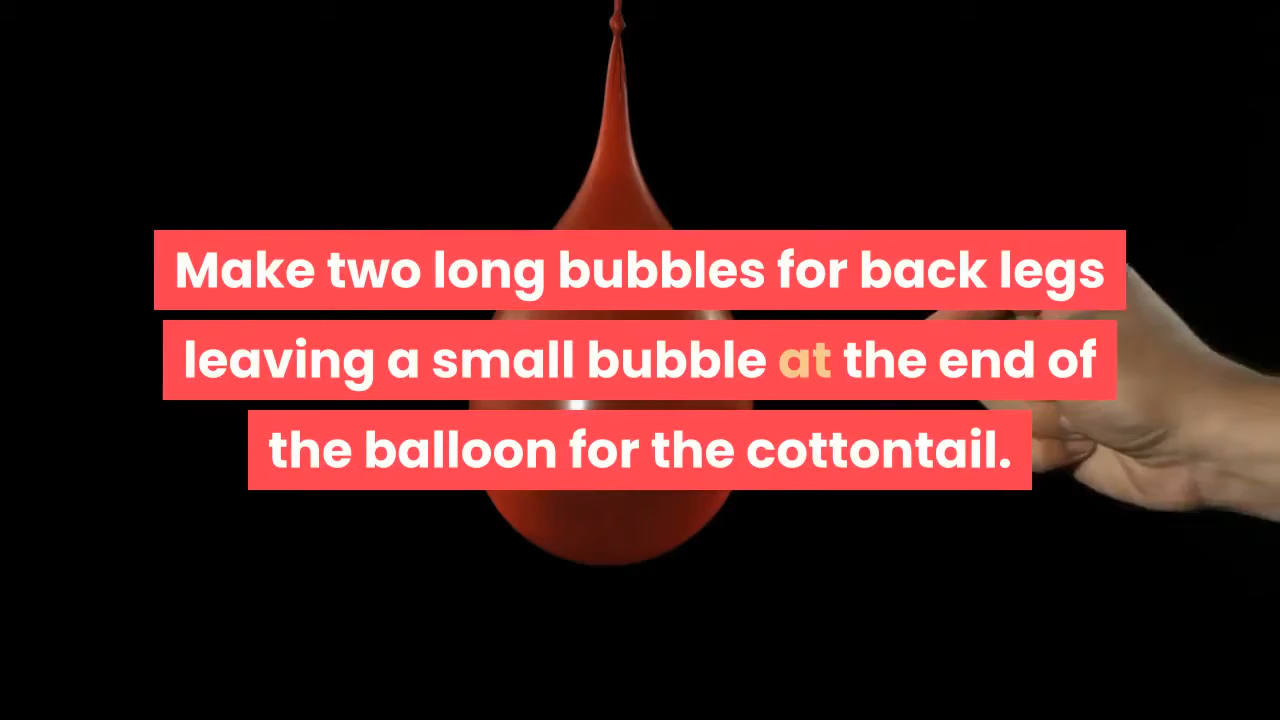 Make two long bubbles for back legs
leaving a small bubble at the end of
the balloon for the cottontail.